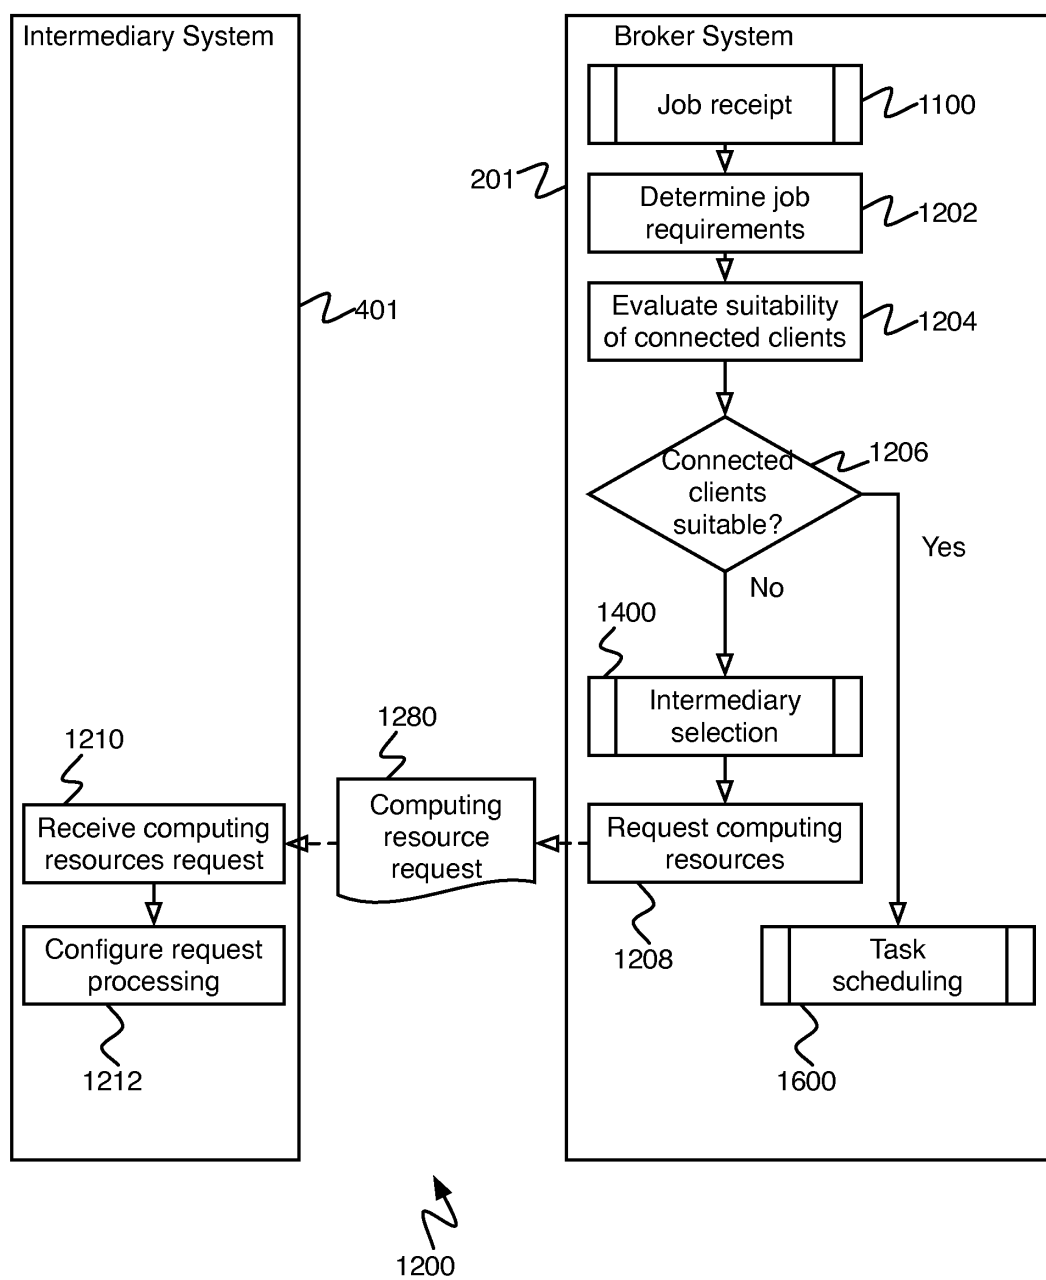 Intermediary System
Broker System
Job receipt
1100
201
Determine job
requirements
1202
401
Evaluate suitability
of connected clients
1204
Connected
clients
suitable?
1206
Yes
No
1400
Intermediary
selection
1210
1280
Receive computing
resources request
Computing
resource
request
Request computing
resources
1208
Configure request
processing
1212
Task
scheduling
1600
1200